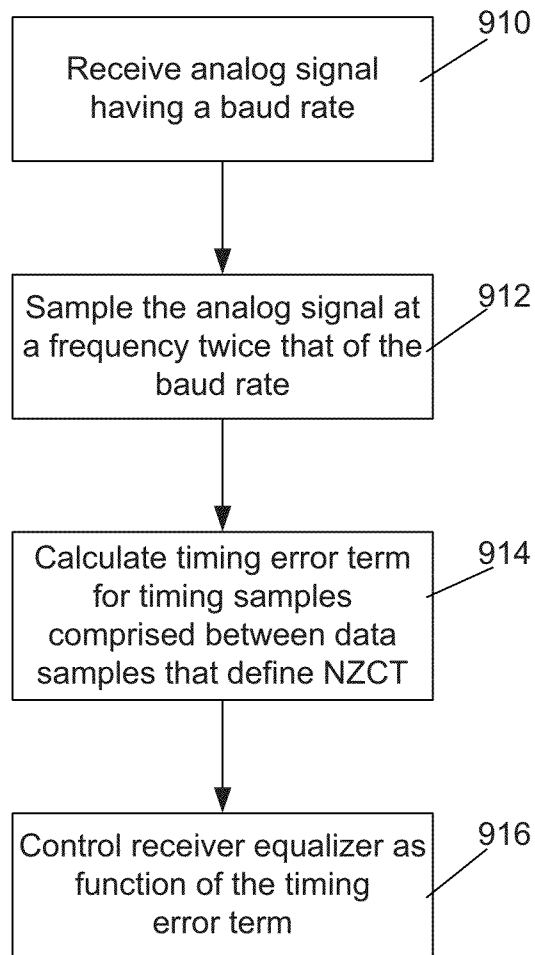 910
Receive analog signal
having a baud rate
912
Sample the analog signal at
a frequency twice that of the
baud rate
914
Calculate timing error term
for timing samples
comprised between data
samples that define NZCT
916
Control receiver equalizer as
function of the timing
error term